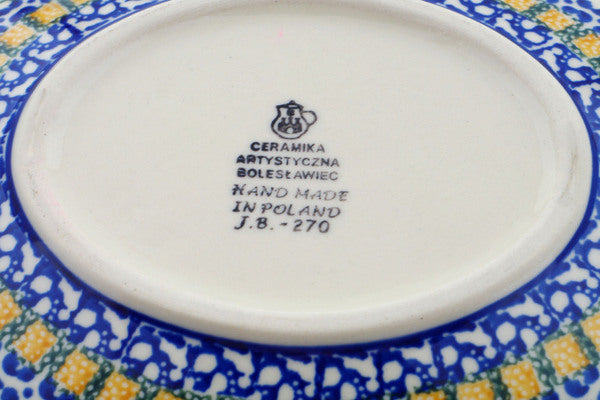 CERAMIKA
ARTYSTYCZNA
BOLESŁAWIEC
HAND MADE
IN POLAND
J.B.-270